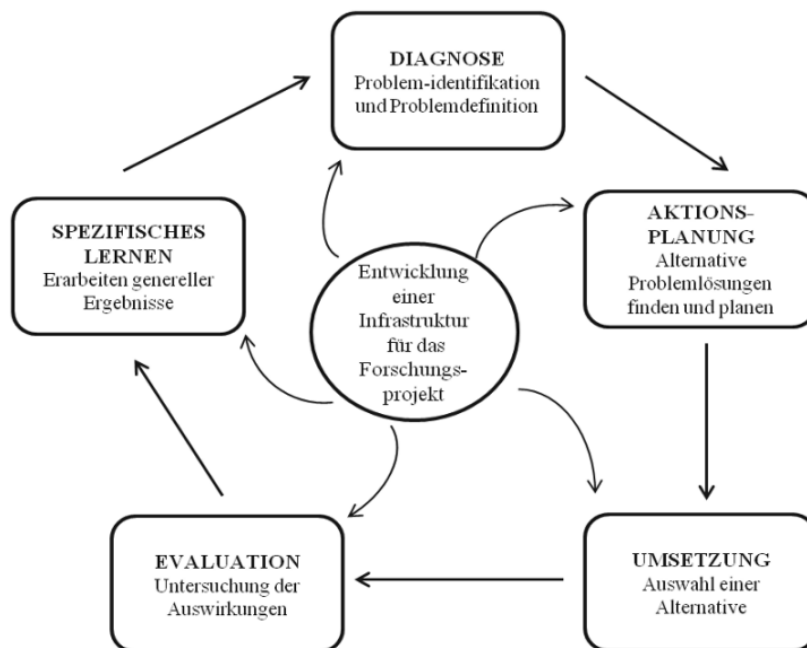 DIAGNOSE
Problem-identifikation
und Problemdefinition
AKTIONS-
PLANUNG
Alternative
Problemlösungen
finden und planen
UMSETZUNG
Auswahl einer
Alternative
EVALUATION
Untersuchung der
Auswirkungen
SPEZIFISCHES
LERNEN
Erarbeiten genereller
Ergebnisse
Entwicklung
einer
Infrastruktur
für das
Forschungs-
projekt